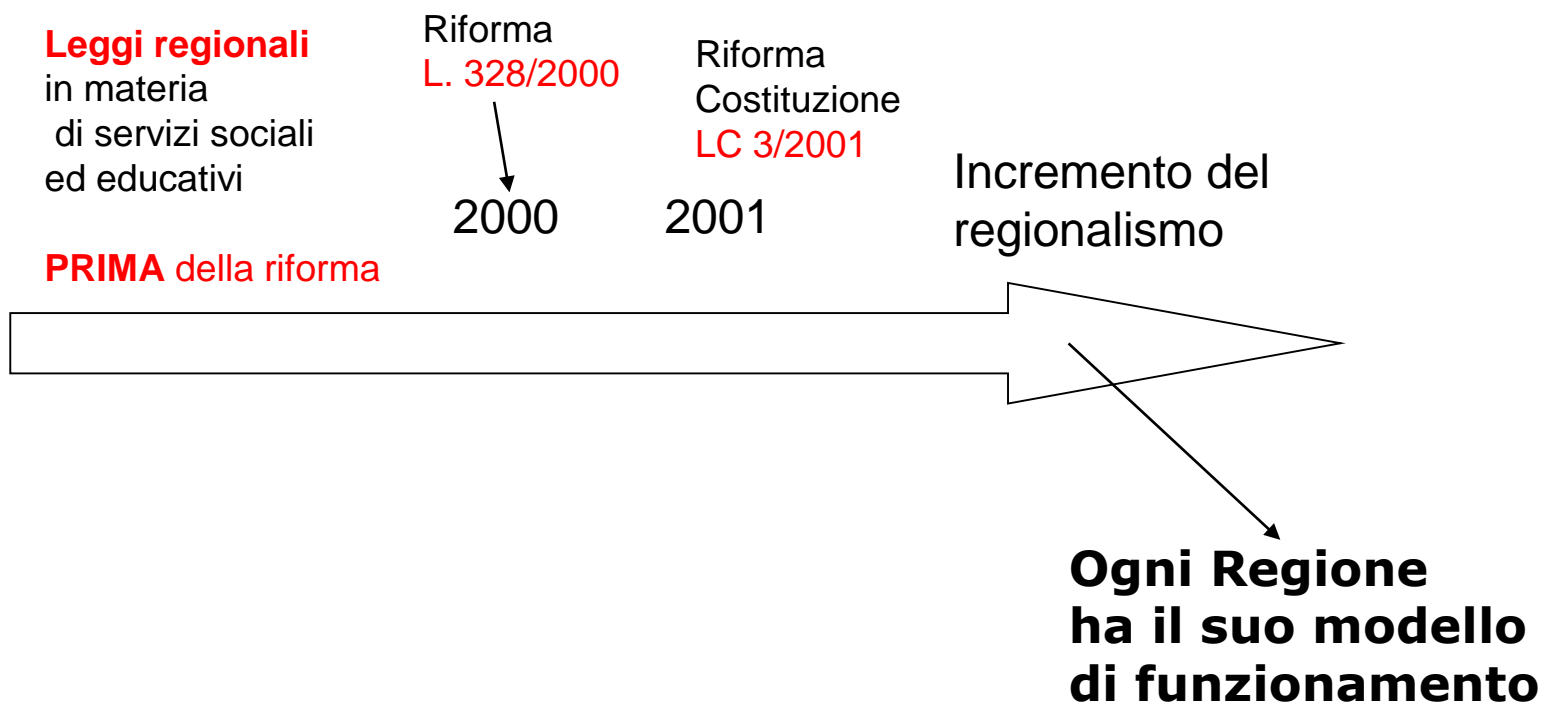 Leggi regionali
in materia
di servizi sociali
ed educativi
PRIMA della riforma
Riforma
L. 328/2000
2000
Riforma
Costituzione
LC 3/2001
2001
Incremento del
regionalismo
Ogni Regione
ha il suo modello
di funzionamento